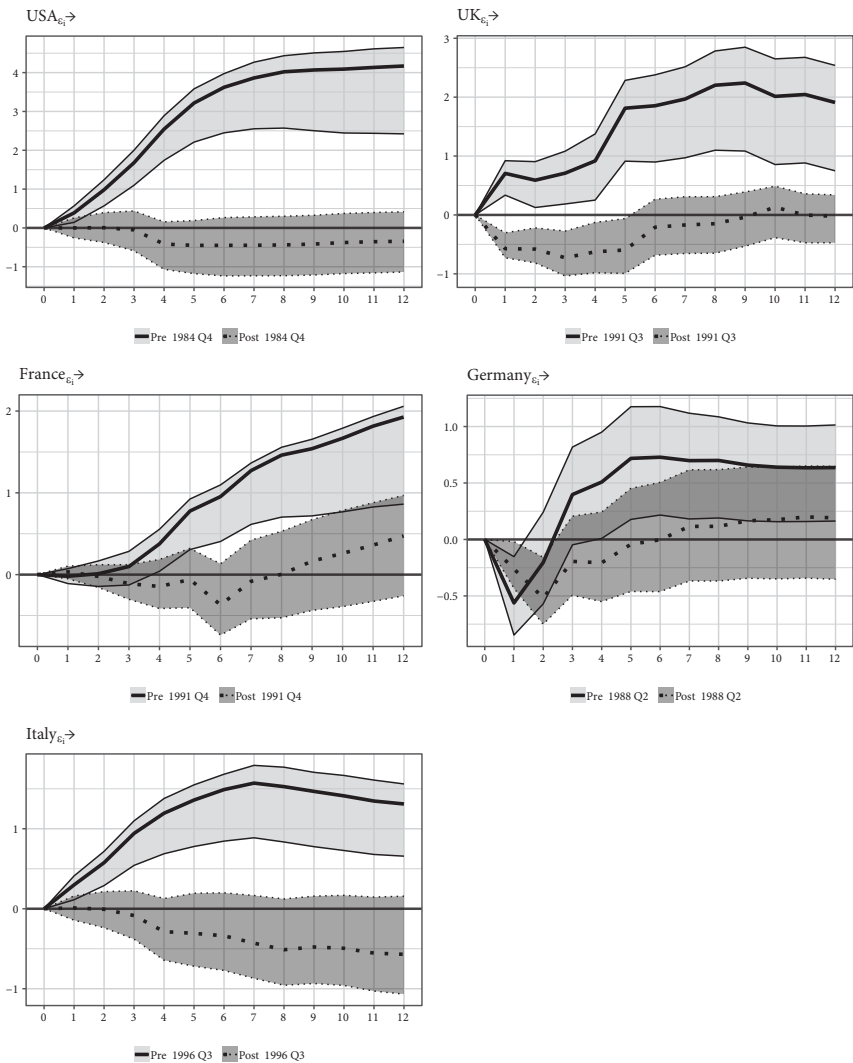 USAεi→
4
3
2
1
0
−1
0 1 2 3 4 5 6 7 8 9 10 11 12
Pre 1984 Q4 Post 1984 Q4
UKεi→
3
2
1
0
−1
0 1 2 3 4 5 6 7 8 9 10 11 12
Pre 1991 Q3 Post 1991 Q3
Franceεi→
2
1
0
0 1 2 3 4 5 6 7 8 9 10 11 12
Pre 1991 Q4 Post 1991 Q4
Germanyεi→
1.0
0.5
0.0
−0.5
0 1 2 3 4 5 6 7 8 9 10 11 12
Pre 1988 Q2 Post 1988 Q2
Italyεi→
1
0
−1
0 1 2 3 4 5 6 7 8 9 10 11 12
Pre 1996 Q3 Post 1996 Q3